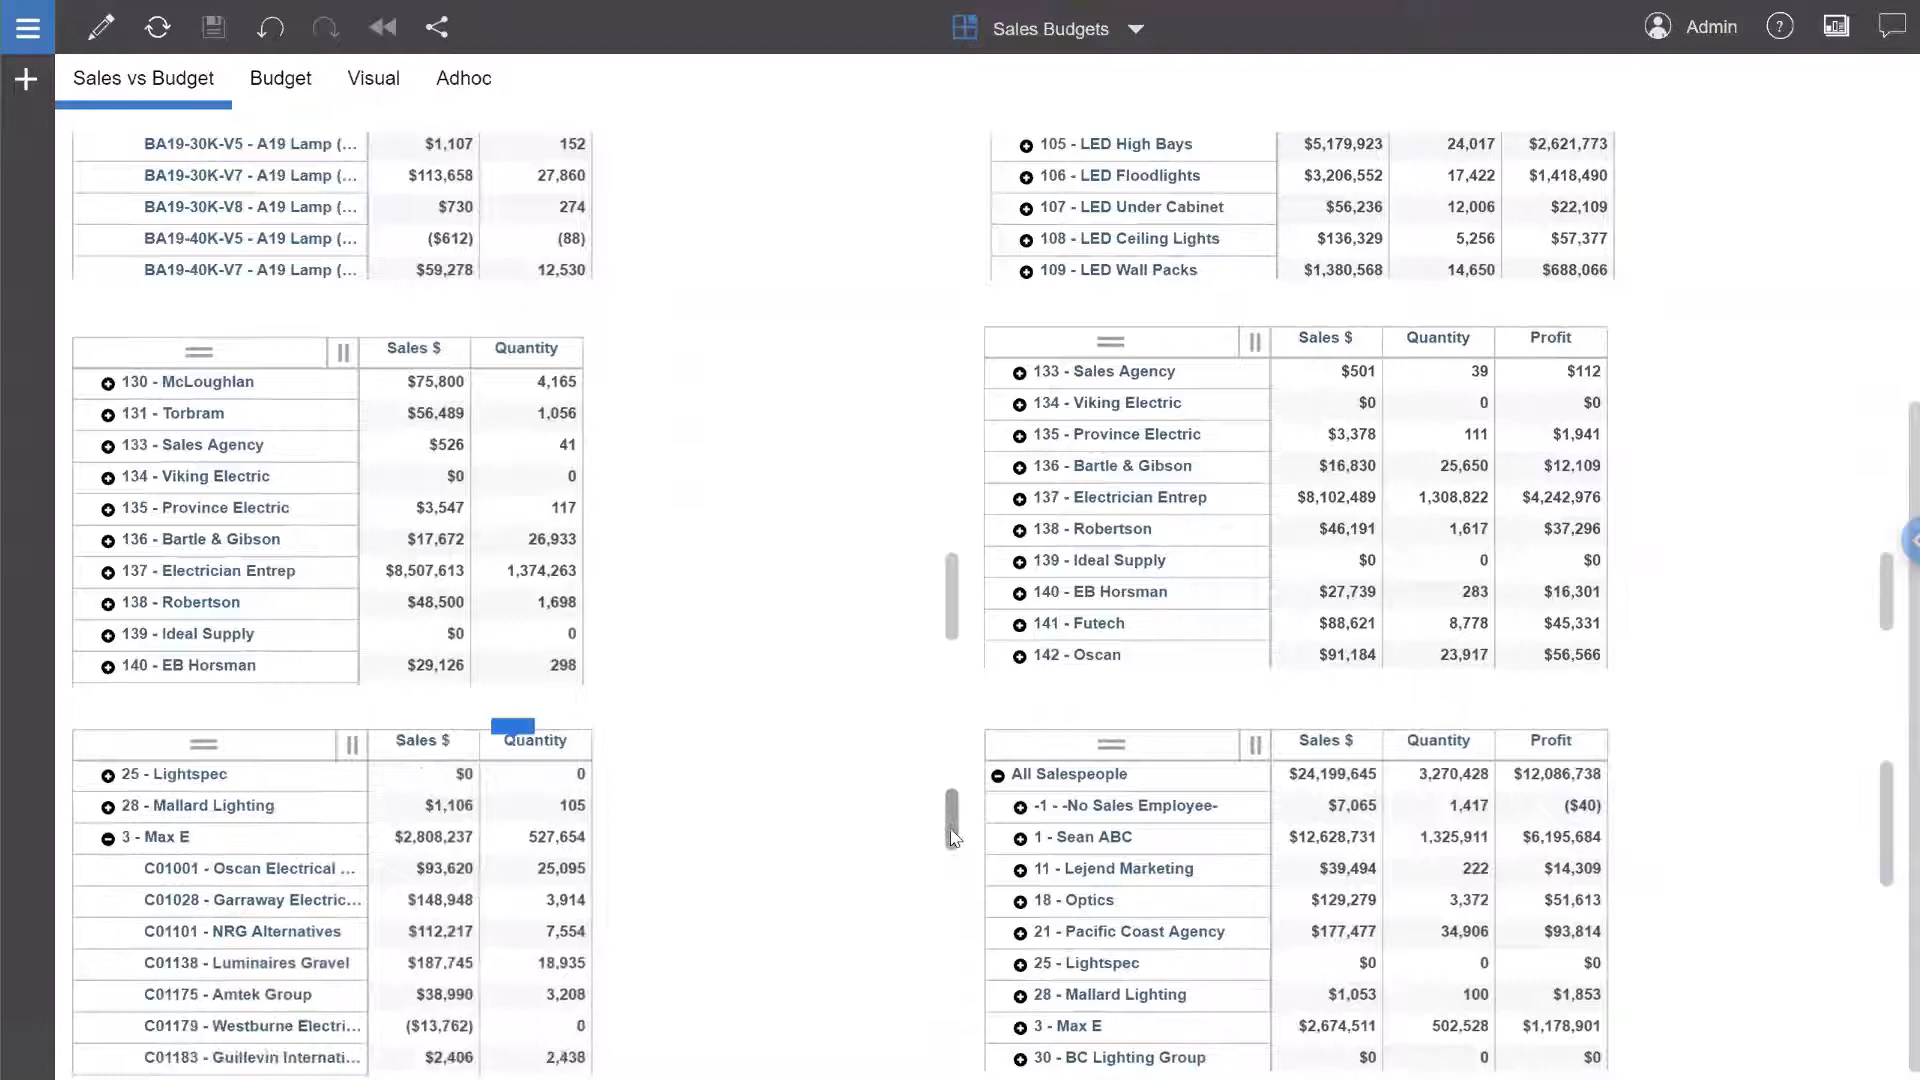 Sales Budgets
Admin
Sales vs Budget Budget Visual Adhoc
BA19-30K-V5 - A19 Lamp (... $1,107 152
BA19-30K-V7 - A19 Lamp (... $113,658 27,860
BA19-30K-V8 - A19 Lamp (... $730 274
BA19-40K-V5 - A19 Lamp (... ($612) (88)
BA19-40K-V7 - A19 Lamp (... $59,278 12,530
105 - LED High Bays $5,179,923 24,017 $2,621,773
106 - LED Floodlights $3,206,552 17,422 $1,418,490
107 - LED Under Cabinet $56,236 12,006 $22,109
108 - LED Ceiling Lights $136,329 5,256 $57,377
109 - LED Wall Packs $1,380,568 14,650 $688,066
Sales $ Quantity
130 - McLoughlan $75,800 4,165
131 - Torbram $56,489 1,056
133 - Sales Agency $526 41
134 - Viking Electric $0 0
135 - Province Electric $3,547 117
136 - Bartle & Gibson $17,672 26,933
137 - Electrician Entrep $8,507,613 1,374,263
138 - Robertson $48,500 1,698
139 - Ideal Supply $0 0
140 - EB Horsman $29,126 298
Sales $ Quantity Profit
133 - Sales Agency $501 39 $112
134 - Viking Electric $0 0 $0
135 - Province Electric $3,378 111 $1,941
136 - Bartle & Gibson $16,830 25,650 $12,109
137 - Electrician Entrep $8,102,489 1,308,822 $4,242,976
138 - Robertson $46,191 1,617 $37,296
139 - Ideal Supply $0 0 $0
140 - EB Horsman $27,739 283 $16,301
141 - Futech $88,621 8,778 $45,331
142 - Oscan $91,184 23,917 $56,566
Sales $ Quantity
25 - Lightspec $0 0
28 - Mallard Lighting $1,106 105
3 - Max E $2,808,237 527,654
C01001 - Oscan Electrical ... $93,620 25,095
C01028 - Garraway Electric... $148,948 3,914
C01101 - NRG Alternatives $112,217 7,554
C01138 - Luminaires Gravel $187,745 18,935
C01175 - Amtek Group $38,990 3,208
C01179 - Westburne Electri... ($13,762) 0
C01183 - Guillevin Internati... $2,406 2,438
Sales $ Quantity Profit
All Salespeople $24,199,645 3,270,428 $12,086,738
-1 - -No Sales Employee- $7,065 1,417 ($40)
1 - Sean ABC $12,628,731 1,325,911 $6,195,684
11 - Lejend Marketing $39,494 222 $14,309
18 - Optics $129,279 3,372 $51,613
21 - Pacific Coast Agency $177,477 34,906 $93,814
25 - Lightspec $0 0 $0
28 - Mallard Lighting $1,053 100 $1,853
3 - Max E $2,674,511 502,528 $1,178,901
30 - BC Lighting Group $0 0 $0